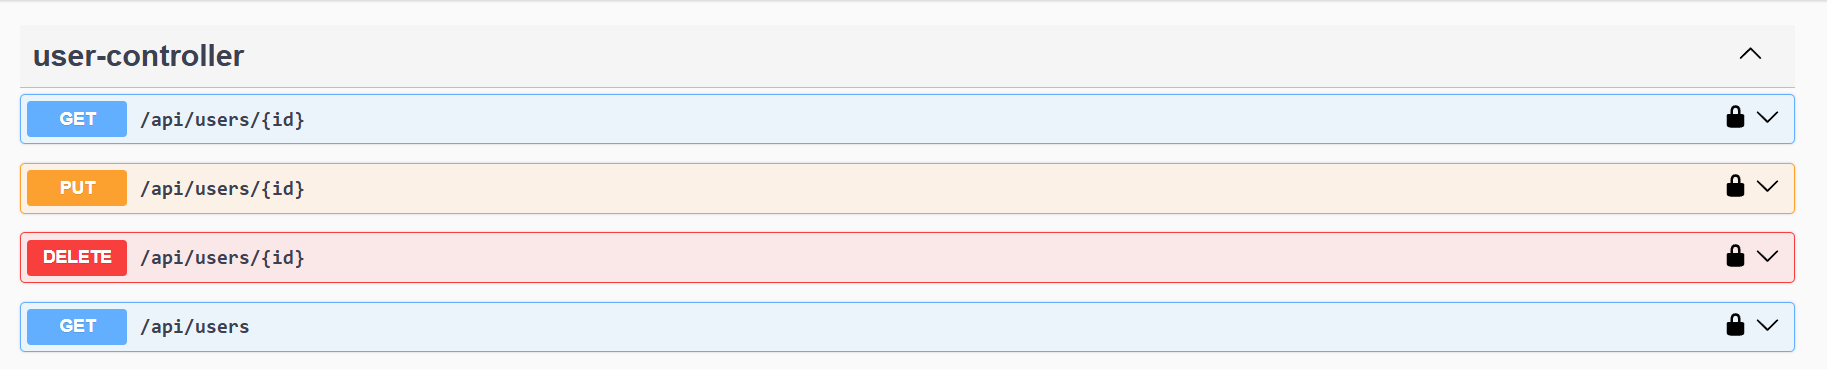 user-controller
GET /api/users/{id}
PUT /api/users/{id}
DELETE /api/users/{id}
GET /api/users